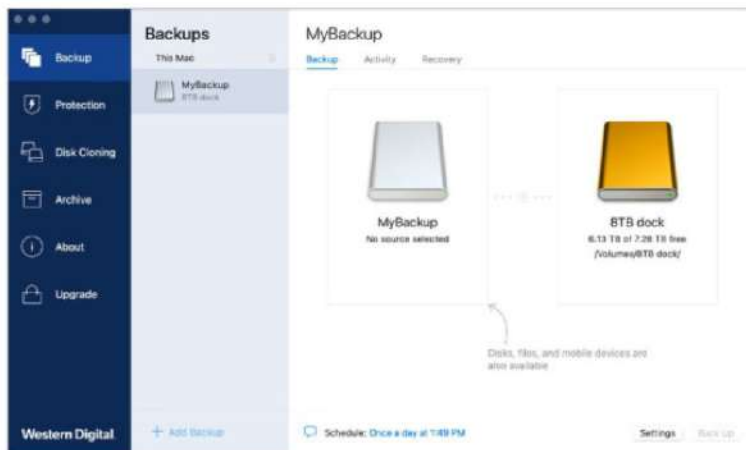 Backup
Protection
Disk Cloning
Archive
About
Upgrade
Western Digital
Backups
This Mac
MyBackup
8TB dock
+ Add Backup
MyBackup
Backup Activity Recovery
MyBackup
No source selected
8TB dock
6.13 TB of 7.28 TB free
/Volumes/8TB dock/
Disks, files, and mobile devices are
also available
Schedule: Once a day at 1:49 PM
Settings
Back up